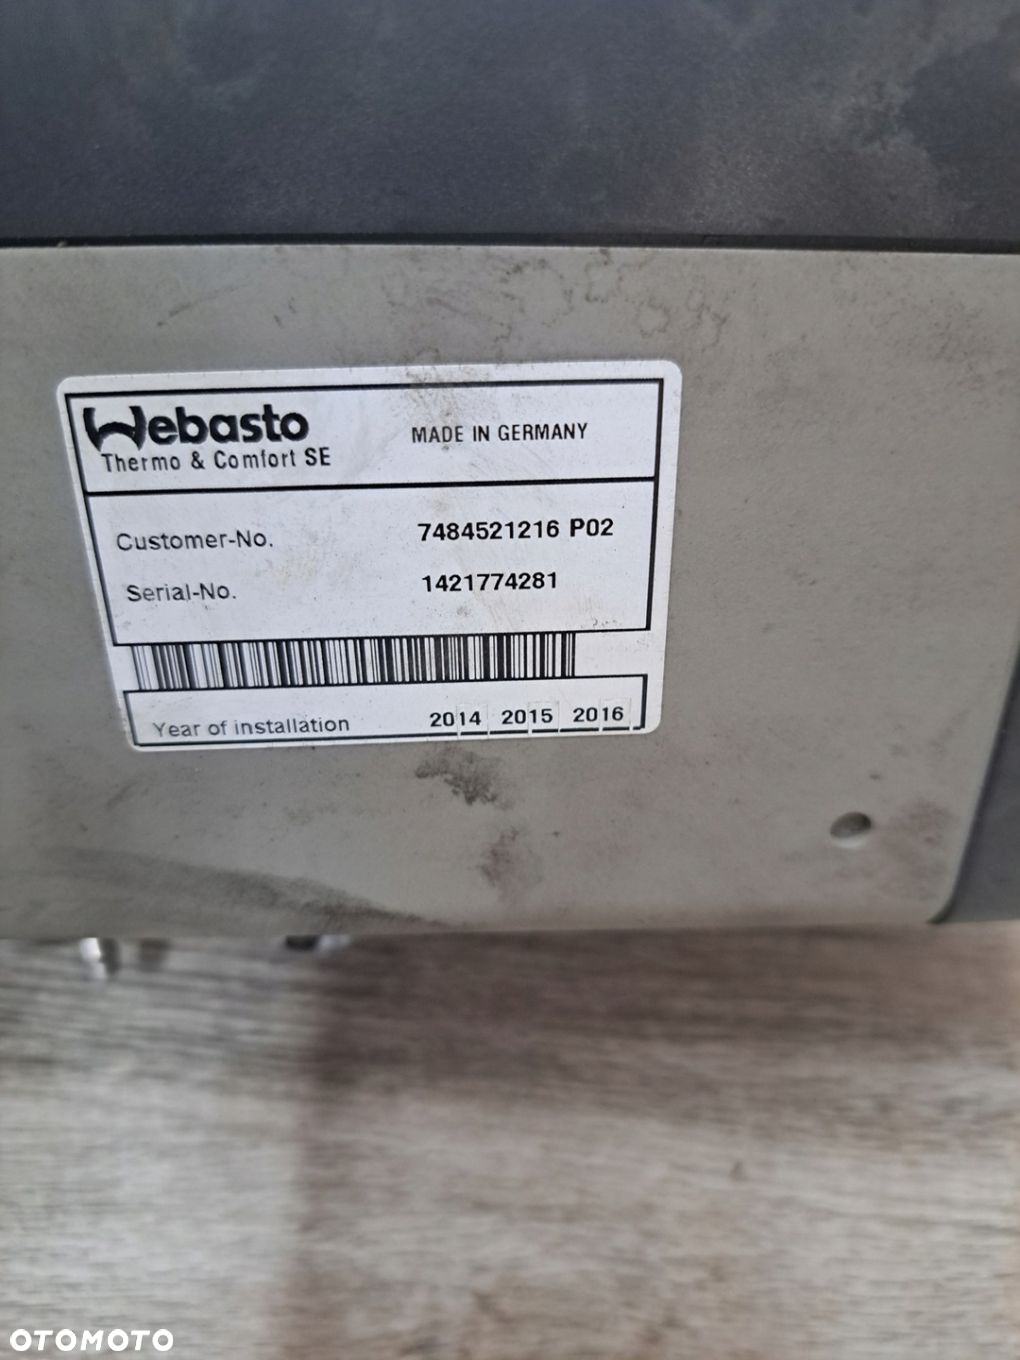 Webasto
Thermo & Comfort SE
MADE IN GERMANY
Customer-No. 7484521216 P02
Serial-No. 1421774281
Year of installation 2014 2015 2016
OTOMOTO